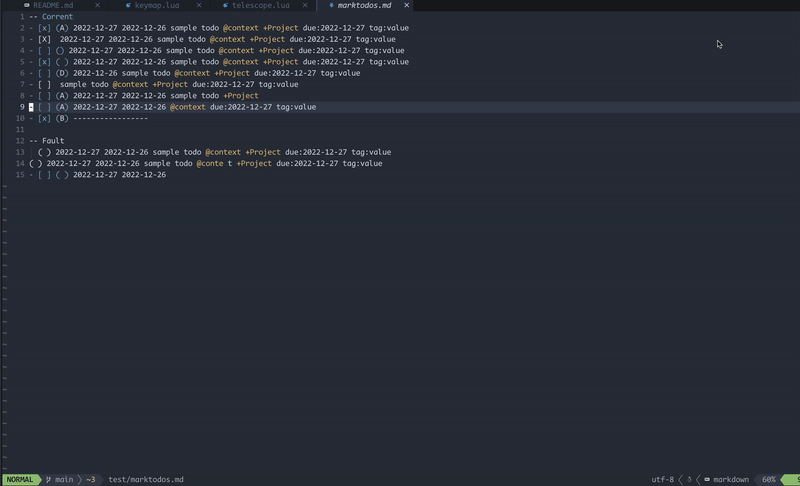 README.md × keymap.lua × telescope.lua × marktodos.md ×
1 -- Corrent
2 - [x] (A) 2022-12-27 2022-12-26 sample todo @context +Project due:2022-12-27 tag:value
3 - [X]  2022-12-27 2022-12-26 sample todo @context +Project due:2022-12-27 tag:value
4 - [ ] () 2022-12-27 2022-12-26 sample todo @context +Project due:2022-12-27 tag:value
5 - [x] ( ) 2022-12-27 2022-12-26 sample todo @context +Project due:2022-12-27 tag:value
6 - [ ] (D) 2022-12-26 sample todo @context +Project due:2022-12-27 tag:value
7 - [ ]  sample todo @context +Project due:2022-12-27 tag:value
8 - [ ] (A) 2022-12-27 2022-12-26 sample todo +Project
9 - [ ] (A) 2022-12-27 2022-12-26 @context due:2022-12-27 tag:value
10 - [x] (B) -----------------
11
12 -- Fault
13   ( ) 2022-12-27 2022-12-26 sample todo @context +Project due:2022-12-27 tag:value
14 ( ) 2022-12-27 2022-12-26 sample todo @conte t +Project due:2022-12-27 tag:value
15 - [ ] ( ) 2022-12-27 2022-12-26
NORMAL main ~3 test/marktodos.md utf-8 markdown 60%